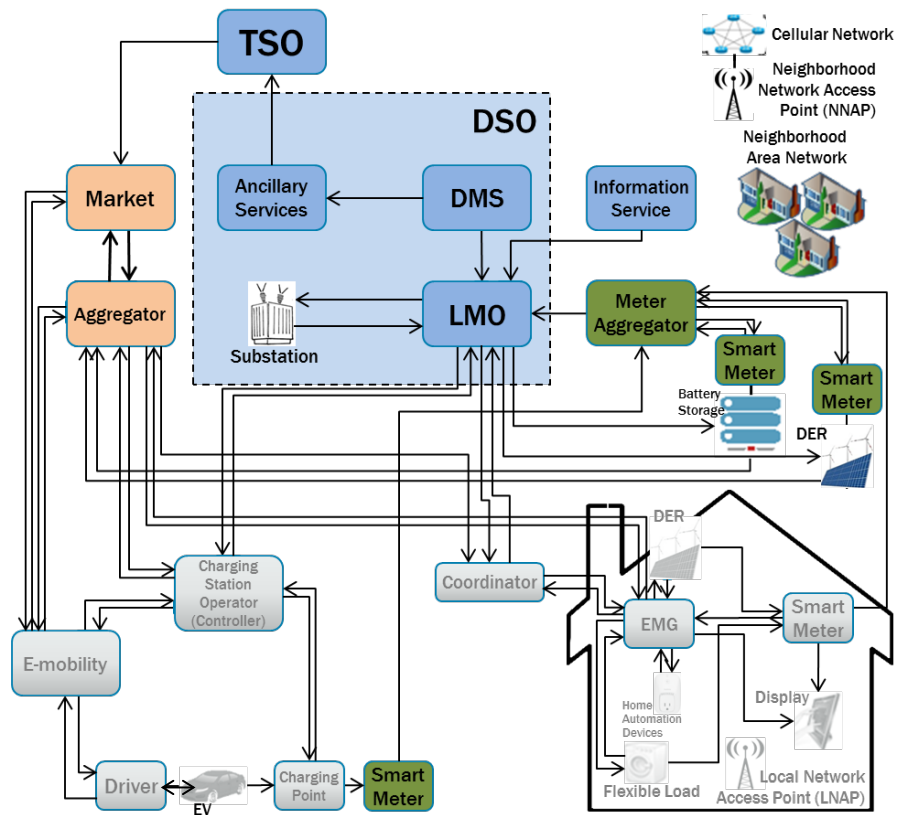 TSO
Cellular Network
Neighborhood
Network Access
Point (NNAP)
DSO
Neighborhood
Area Network
Market
Ancillary
Services
DMS
Information
Service
Aggregator
Substation
LMO
Meter
Aggregator
Smart
Meter
Smart
Meter
Battery
Storage
DER
DER
Charging
Station
Operator
(Controller)
Coordinator
EMG
Smart
Meter
E-mobility
Home
Automation
Devices
Display
Driver
EV
Charging
Point
Smart
Meter
Flexible Load
Local Network
Access Point (LNAP)